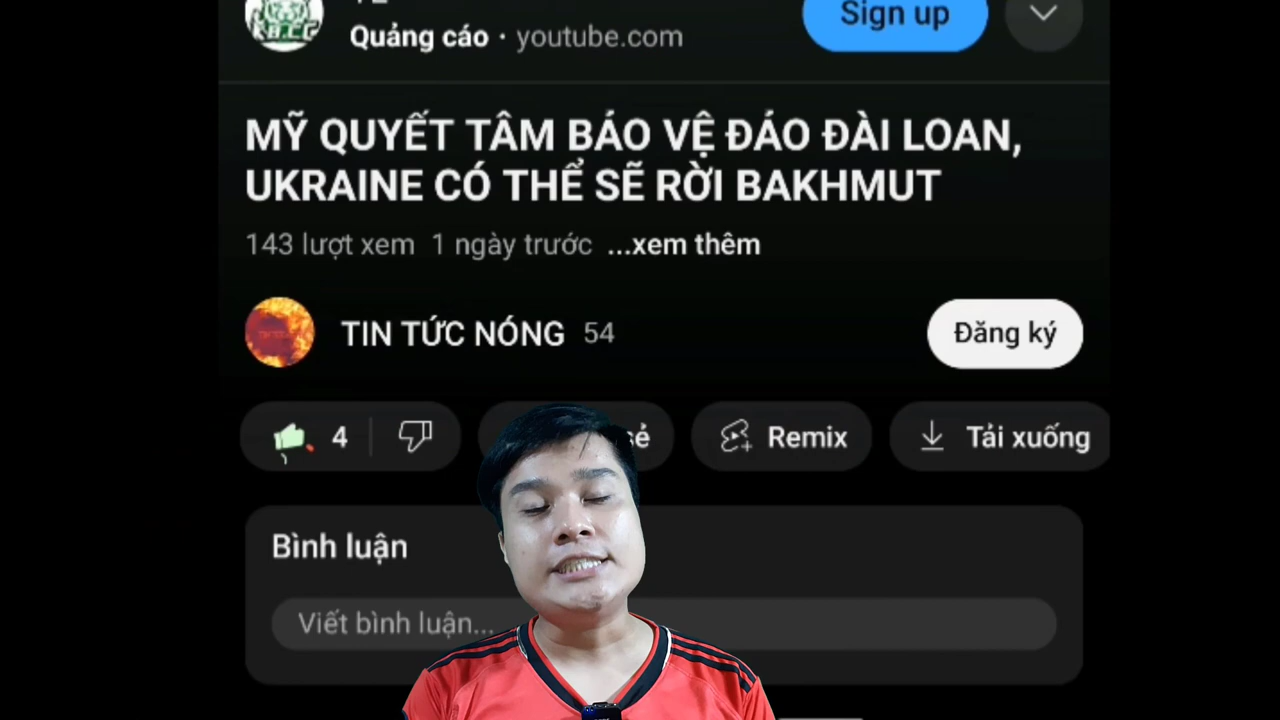 Quảng cáo · youtube.com
Sign up
MỸ QUYẾT TÂM BẢO VỆ ĐẢO ĐÀI LOAN,
UKRAINE CÓ THỂ SẼ RỜI BAKHMUT
143 lượt xem 1 ngày trước ...xem thêm
TIN TỨC NÓNG 54
Đăng ký
4
Remix
Tải xuống
Bình luận
Viết bình luận...